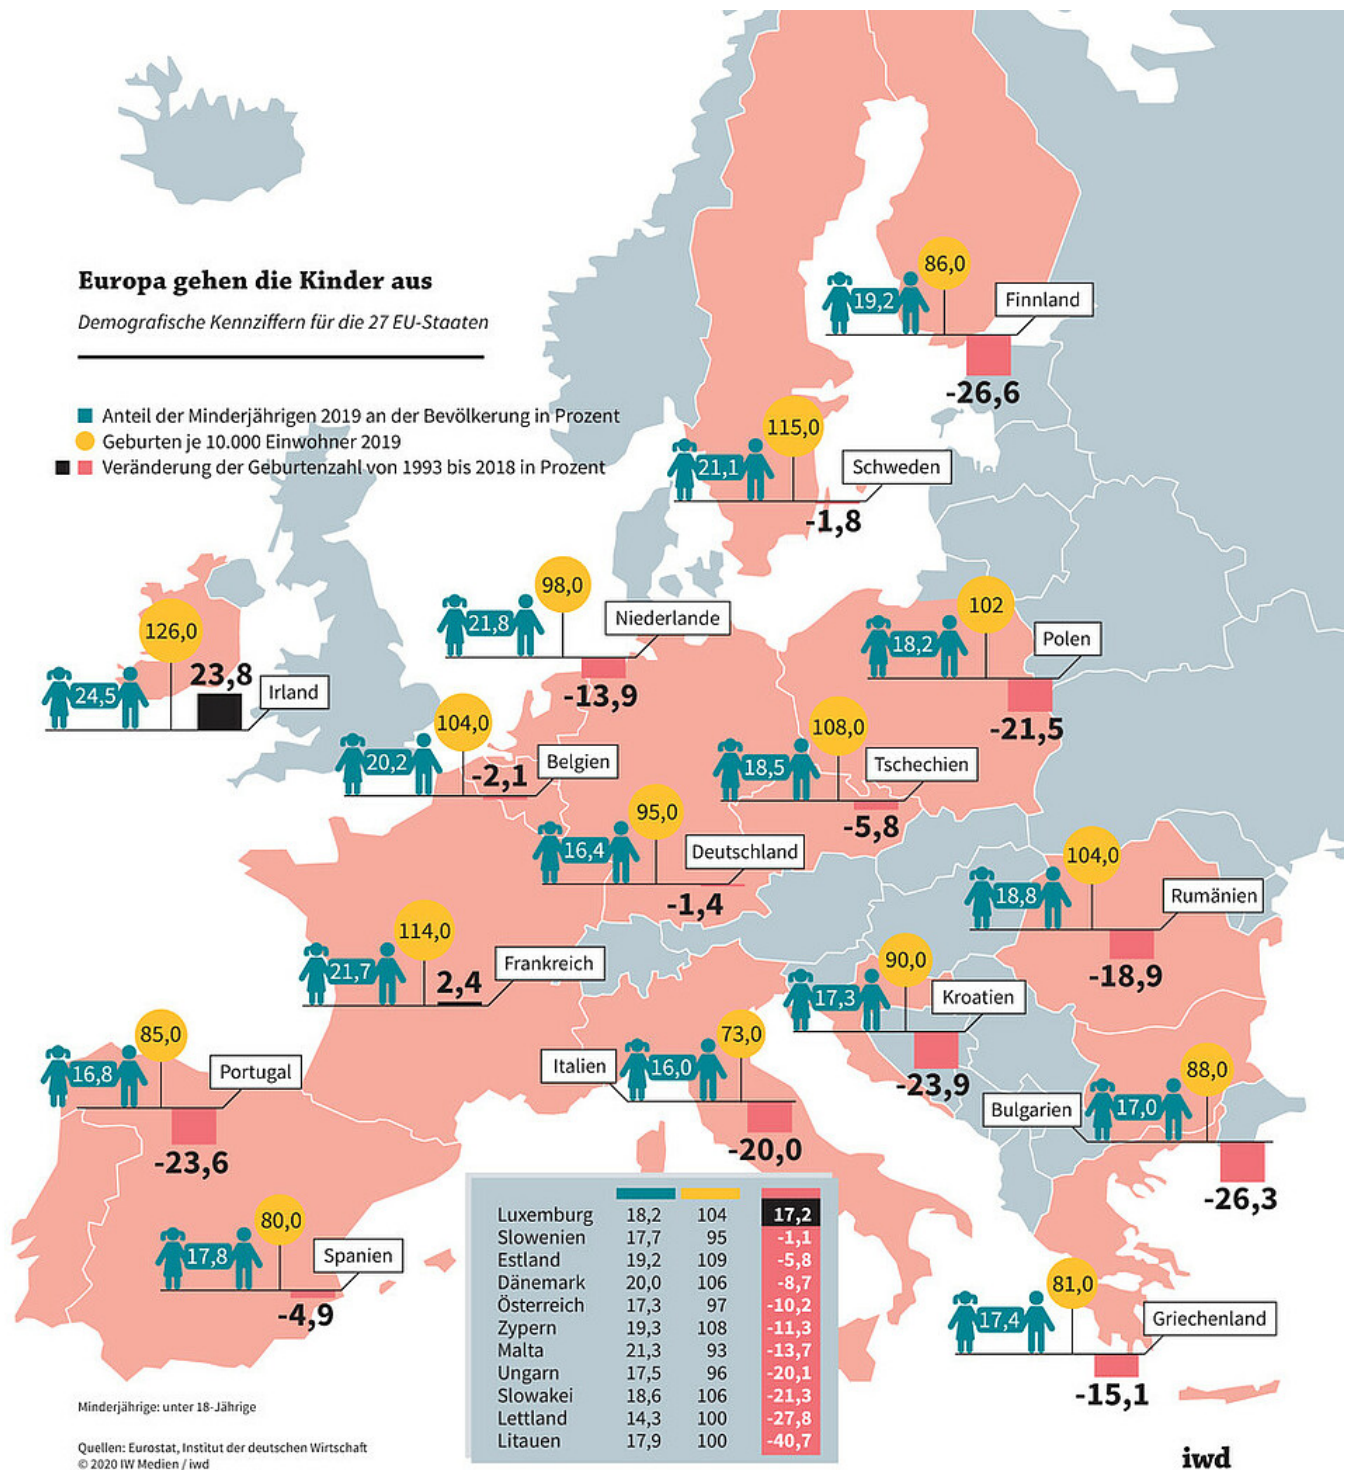 Europa gehen die Kinder aus
Demografische Kennziffern für die 27 EU-Staaten
Anteil der Minderjährigen 2019 an der Bevölkerung in Prozent
Geburten je 10.000 Einwohner 2019
Veränderung der Geburtenzahl von 1993 bis 2018 in Prozent
86,0
19,2
Finnland
-26,6
115,0
21,1
Schweden
-1,8
98,0
21,8
Niederlande
-13,9
102
18,2
Polen
-21,5
126,0
23,8
24,5
Irland
104,0
20,2
-2,1
Belgien
108,0
18,5
Tschechien
-5,8
95,0
16,4
Deutschland
-1,4
104,0
18,8
Rumänien
-18,9
114,0
21,7
2,4
Frankreich
90,0
17,3
Kroatien
-23,9
85,0
16,8
Portugal
-23,6
73,0
Italien
16,0
-20,0
88,0
Bulgarien
17,0
-26,3
80,0
17,8
Spanien
-4,9
81,0
17,4
Griechenland
-15,1
Luxemburg 18,2 104 17,2
Slowenien 17,7 95 -1,1
Estland 19,2 109 -5,8
Dänemark 20,0 106 -8,7
Österreich 17,3 97 -10,2
Zypern 19,3 108 -11,3
Malta 21,3 93 -13,7
Ungarn 17,5 96 -20,1
Slowakei 18,6 106 -21,3
Lettland 14,3 100 -27,8
Litauen 17,9 100 -40,7
Minderjährige: unter 18-Jährige
Quellen: Eurostat, Institut der deutschen Wirtschaft
© 2020 IW Medien / iwd
iwd